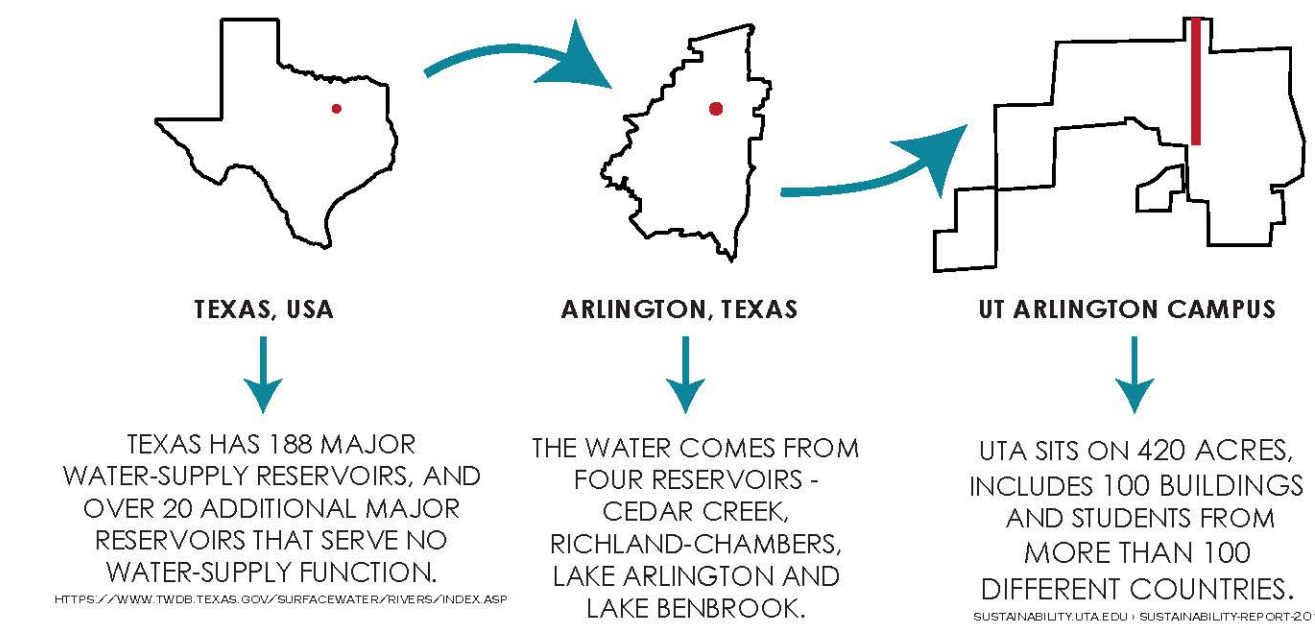 TEXAS, USA
TEXAS HAS 188 MAJOR
WATER-SUPPLY RESERVOIRS, AND
OVER 20 ADDITIONAL MAJOR
RESERVOIRS THAT SERVE NO
WATER-SUPPLY FUNCTION.
HTTPS://WWW.TWDB.TEXAS.GOV/SURFACEWATER/RIVERS/INDEX.ASP
ARLINGTON, TEXAS
THE WATER COMES FROM
FOUR RESERVOIRS -
CEDAR CREEK,
RICHLAND-CHAMBERS,
LAKE ARLINGTON AND
LAKE BENBROOK.
UT ARLINGTON CAMPUS
UTA SITS ON 420 ACRES,
INCLUDES 100 BUILDINGS
AND STUDENTS FROM
MORE THAN 100
DIFFERENT COUNTRIES.
SUSTAINABILITY.UTA.EDU › SUSTAINABILITY-REPORT-201